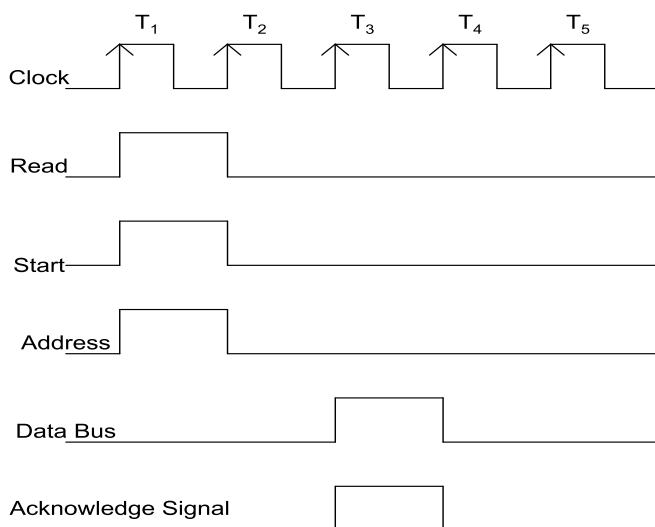 T1 T2 T3 T4 T5
Clock
Read
Start
Address
Data Bus
Acknowledge Signal